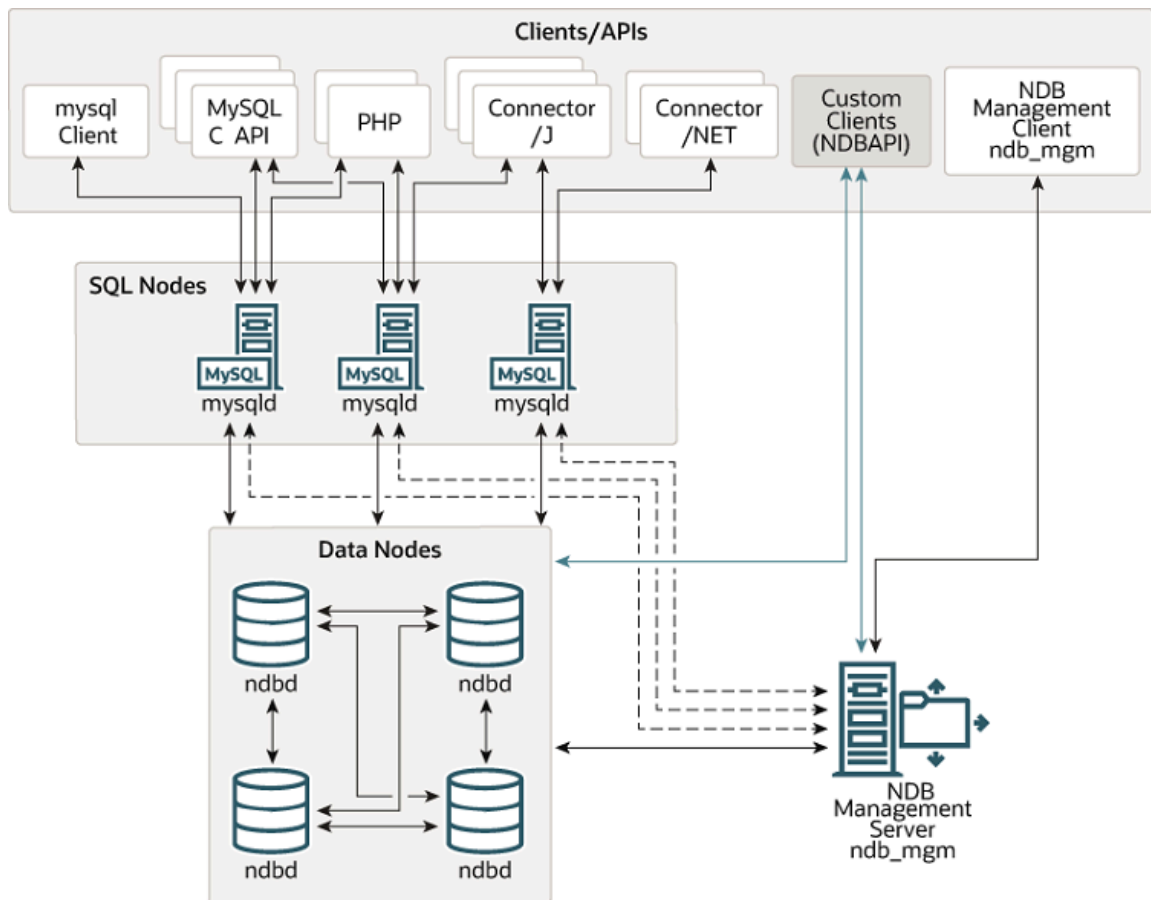 Clients/APIs
mysql
Client
MySQL
C API
PHP
Connector
/J
Connector
/NET
Custom
Clients
(NDBAPI)
NDB
Management
Client
ndb_mgm
SQL Nodes
MySQL
mysqld
MySQL
mysqld
MySQL
mysqld
Data Nodes
ndbd
ndbd
ndbd
ndbd
NDB
Management
Server
ndb_mgm